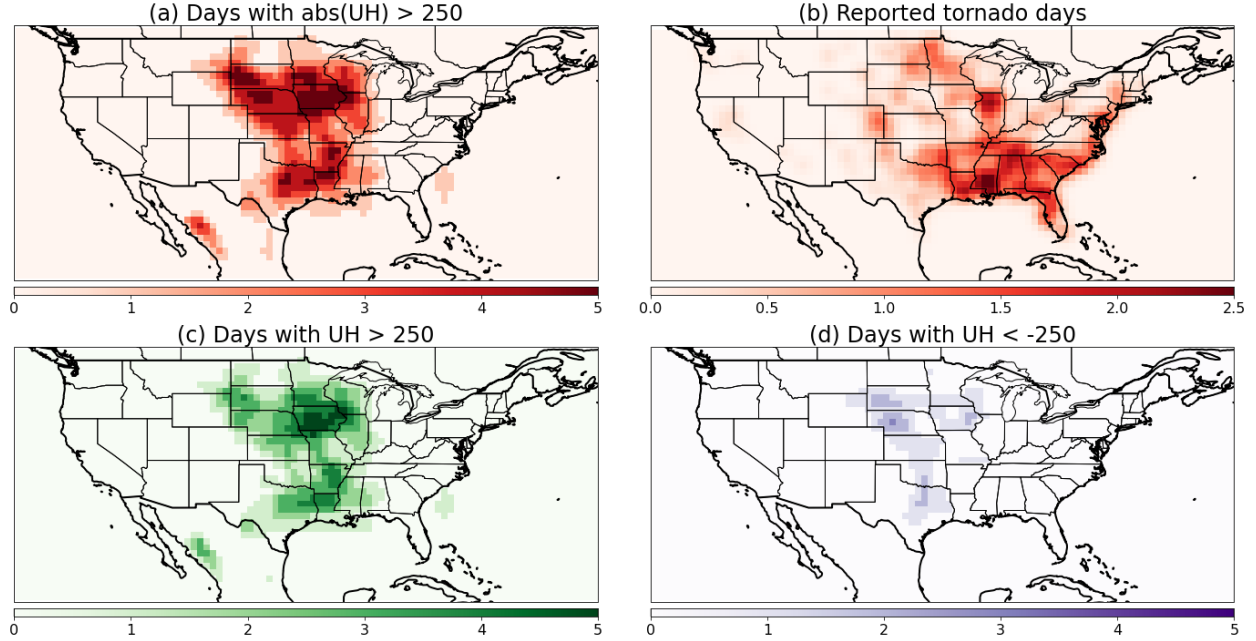 (a) Days with abs(UH) > 250
(b) Reported tornado days
0 1 2 3 4 5
0.0 0.5 1.0 1.5 2.0 2.5
(c) Days with UH > 250
(d) Days with UH < -250
0 1 2 3 4 5
0 1 2 3 4 5